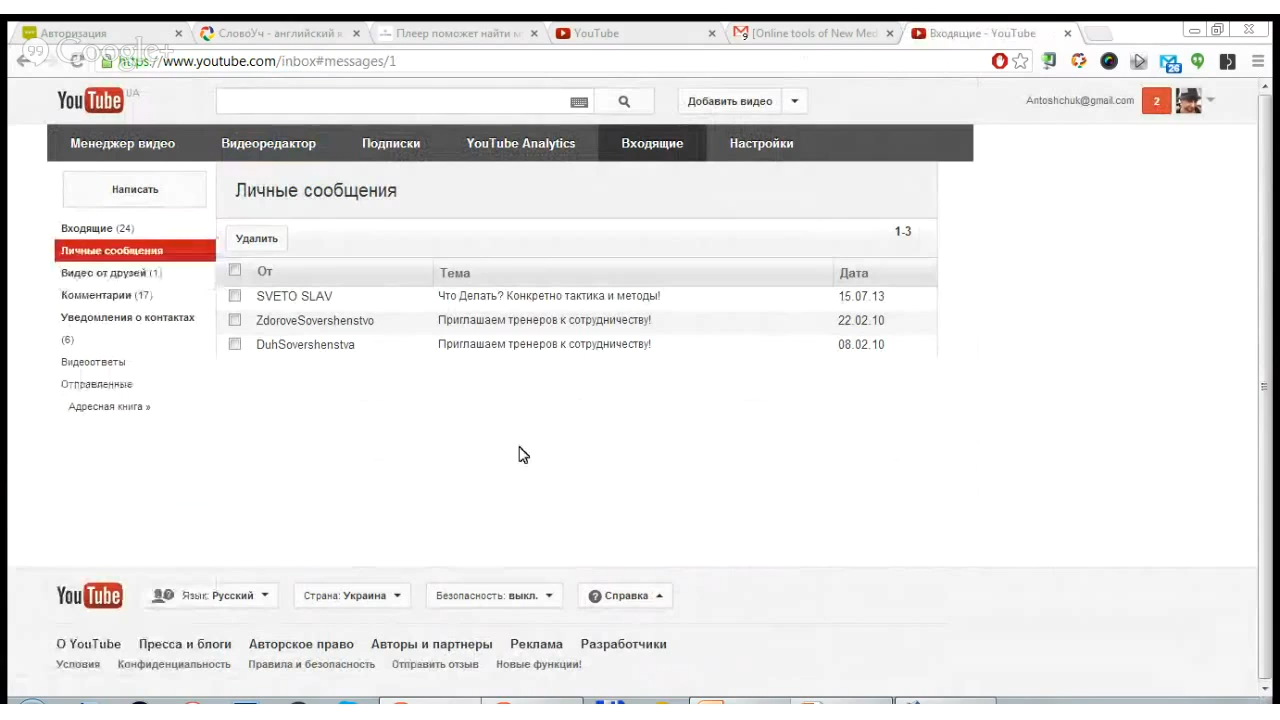 Авторизация
СловоУч - английский
Плеер поможет найти
YouTube
[Online tools of New Med
Входящие - YouTube
99 Google+
https://www.youtube.com/inbox#messages/1
26
YouTube UA
Добавить видео
Antoshchuk@gmail.com
2
Менеджер видео Видеоредактор Подписки YouTube Analytics Входящие Настройки
Написать
Личные сообщения
Входящие (24)
Личные сообщения
Видео от друзей (1)
Комментарии (17)
Уведомления о контактах
(6)
Видеоответы
Отправленные
Адресная книга »
Удалить
1-3
От Тема Дата
SVETO SLAV Что Делать? Конкретно тактика и методы! 15.07.13
ZdoroveSovershenstvo Приглашаем тренеров к сотрудничеству! 22.02.10
DuhSovershenstva Приглашаем тренеров к сотрудничеству! 08.02.10
YouTube
Язык: Русский
Страна: Украина
Безопасность: выкл.
Справка
О YouTube Пресса и блоги Авторское право Авторы и партнеры Реклама Разработчики
Условия Конфиденциальность Правила и безопасность Отправить отзыв Новые функции!